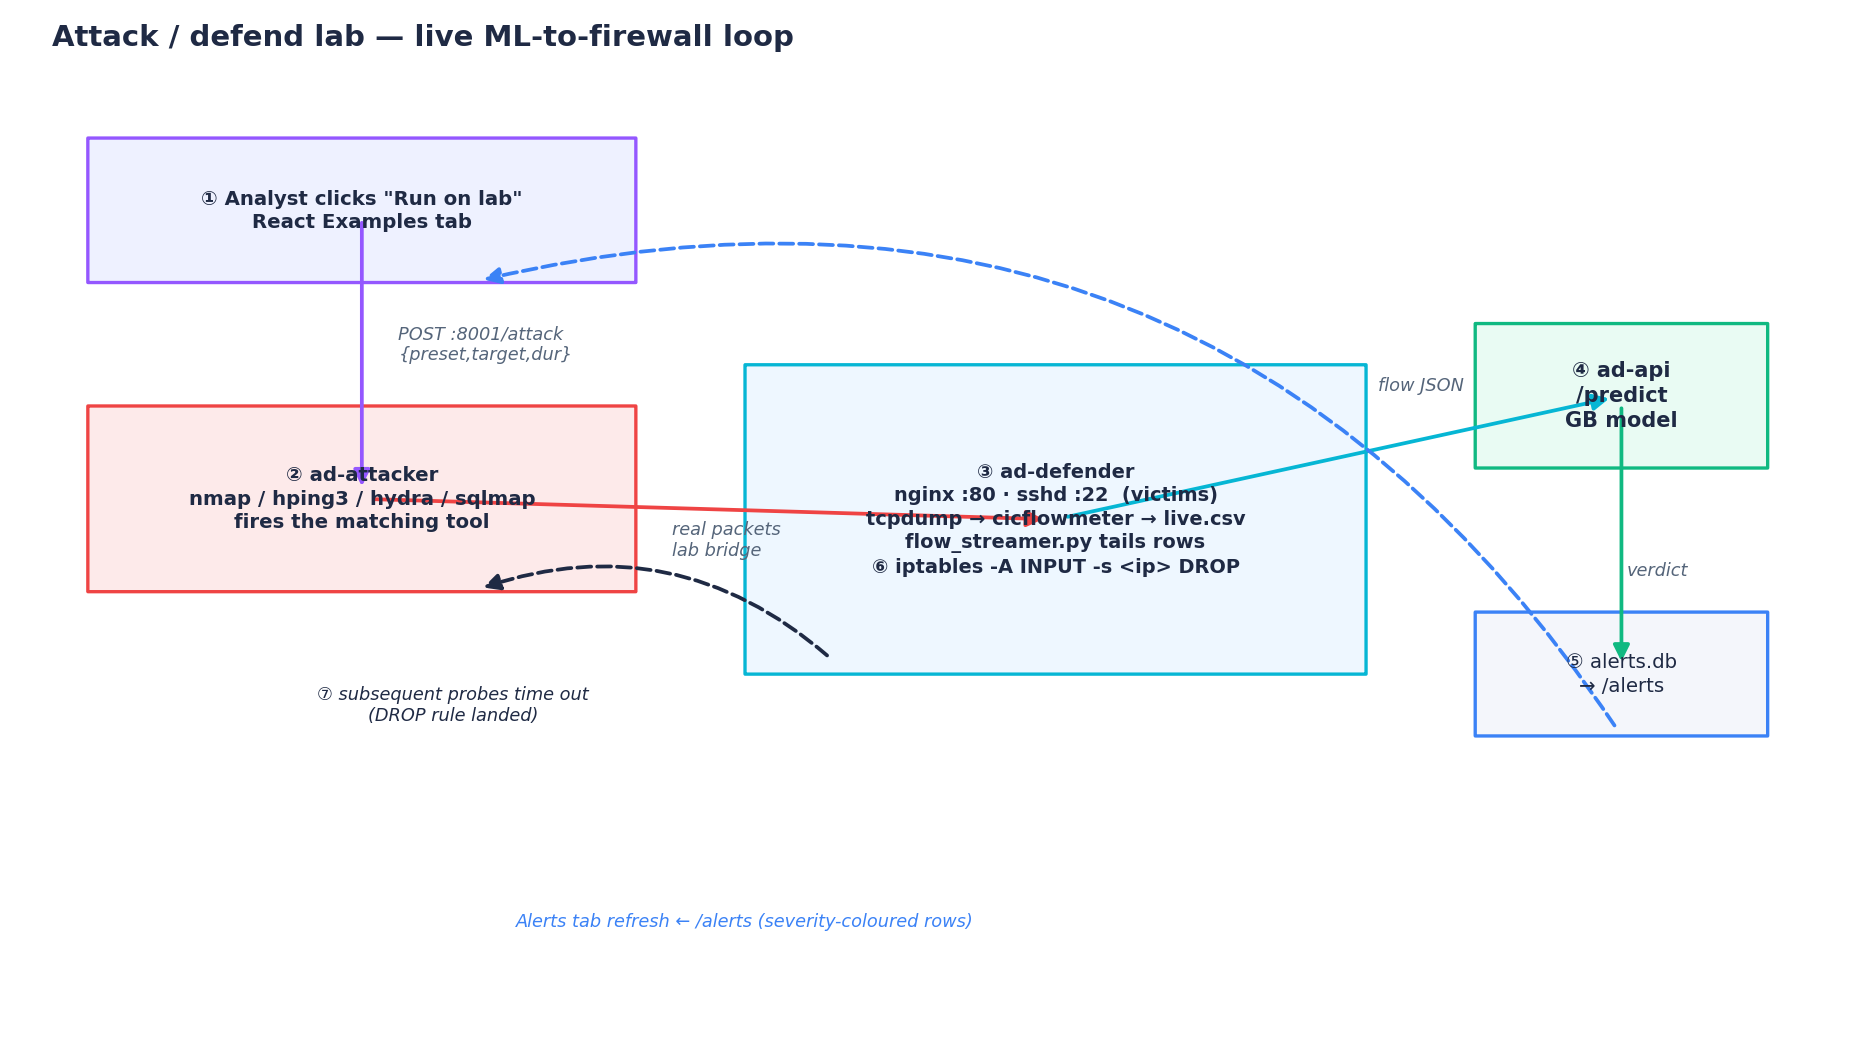 Attack / defend lab — live ML-to-firewall loop
① Analyst clicks "Run on lab"
React Examples tab
POST :8001/attack
{preset,target,dur}
② ad-attacker
nmap / hping3 / hydra / sqlmap
fires the matching tool
real packets
lab bridge
③ ad-defender
nginx :80 · sshd :22  (victims)
tcpdump → cicflowmeter → live.csv
flow_streamer.py tails rows
⑥ iptables -A INPUT -s <ip> DROP
flow JSON
④ ad-api
/predict
GB model
verdict
⑤ alerts.db
→ /alerts
⑦ subsequent probes time out
(DROP rule landed)
Alerts tab refresh ← /alerts (severity-coloured rows)